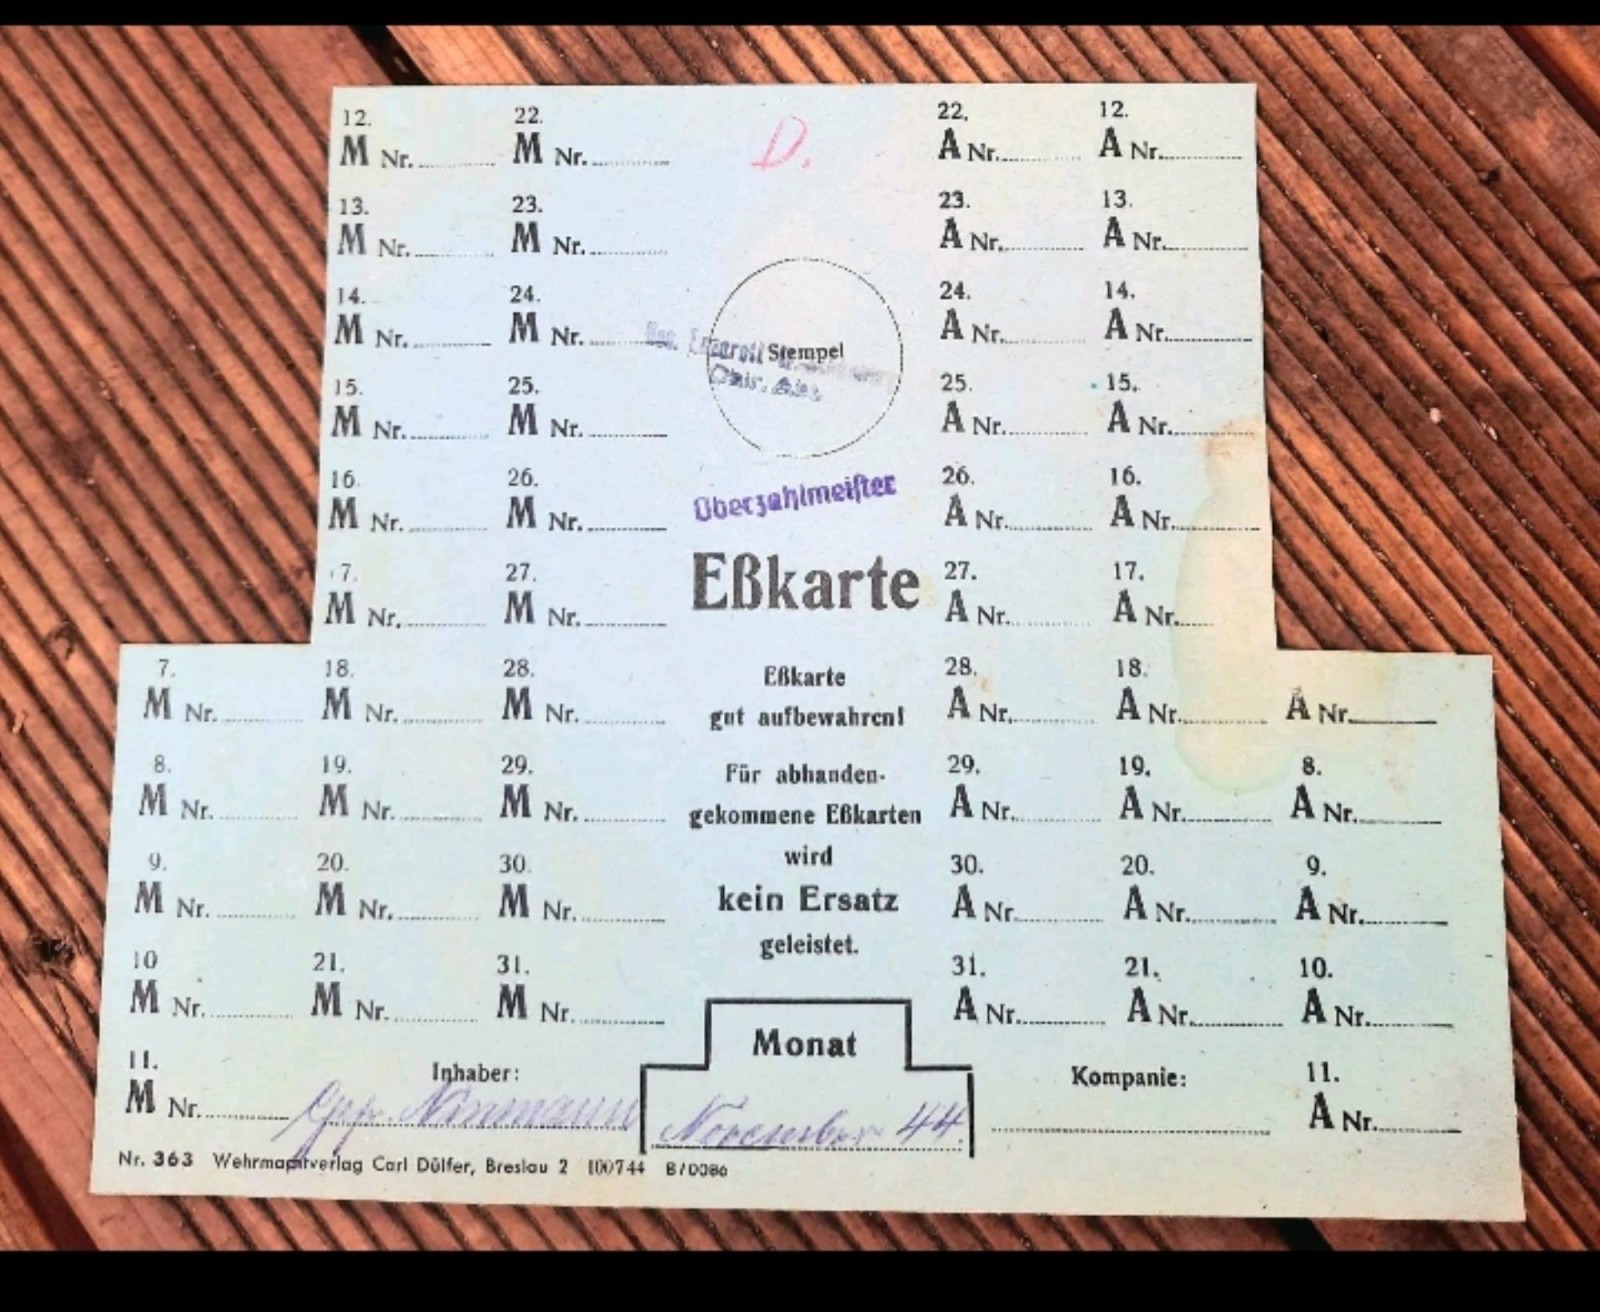 12. 22. 22. 12.
M Nr. M Nr. D. A Nr. A Nr.
13. 23. 23. 13.
M Nr. M Nr. A Nr. A Nr.
14. 24. 24. 14.
M Nr. M Nr. A Nr. A Nr.
Stempel
15. 25. 25. 15.
M Nr. M Nr. A Nr. A Nr.
16. 26. 26. 16.
M Nr. M Nr. A Nr. A Nr.
Oberzahlmeister
17. 27. Eßkarte 27. 17.
M Nr. M Nr. A Nr. A Nr.
7. 18. 28. Eßkarte 28. 18.
M Nr. M Nr. M Nr. gut aufbewahren! A Nr. A Nr. A Nr.
8. 19. 29. Für abhanden- 29. 19. 8.
M Nr. M Nr. M Nr. gekommene Eßkarten A Nr. A Nr. A Nr.
9. 20. 30. wird 30. 20. 9.
M Nr. M Nr. M Nr. kein Ersatz A Nr. A Nr. A Nr.
geleistet.
10 21. 31. 31. 21. 10.
M Nr. M Nr. M Nr. A Nr. A Nr. A Nr.
Monat
11. Inhaber: Kompanie: 11.
M Nr. November 44. A Nr.
Nr. 363 Wehrmachtverlag Carl Dülfer, Breslau 2 100744 B/0086